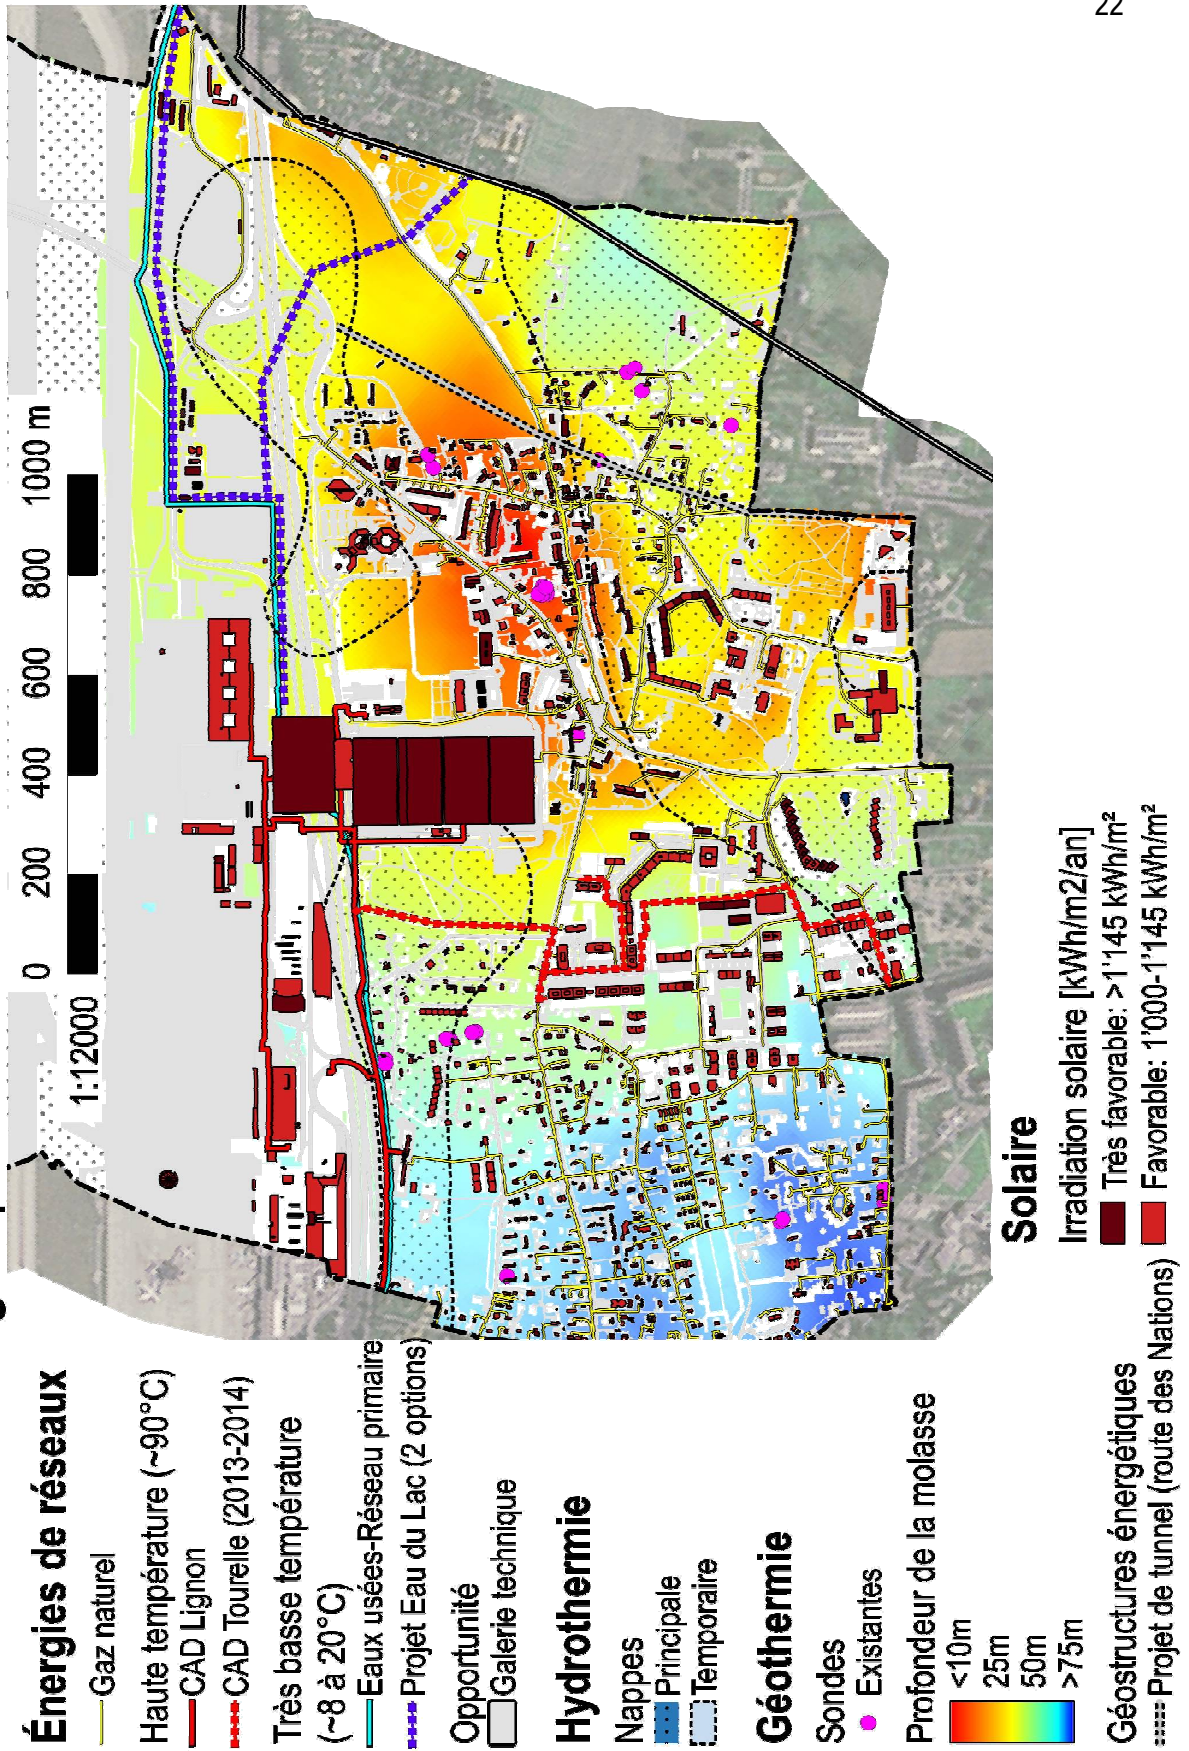 22
1:12000
0 200 400 600 800 1000 m
Énergies de réseaux
Gaz naturel
Haute température (~90°C)
CAD Lignon
CAD Tourelle (2013-2014)
Très basse température
(~8 à 20°C)
Eaux usées-Réseau primaire
Projet Eau du Lac (2 options)
Opportunité
Galerie technique
Hydrothermie
Nappes
Principale
Temporaire
Géothermie
Sondes
Existantes
Profondeur de la molasse
<10m
25m
50m
>75m
Géostructures énergétiques
Projet de tunnel (route des Nations)
Solaire
Irradiation solaire [kWh/m2/an]
Très favorable: >1'145 kWh/m²
Favorable: 1'000-1'145 kWh/m²